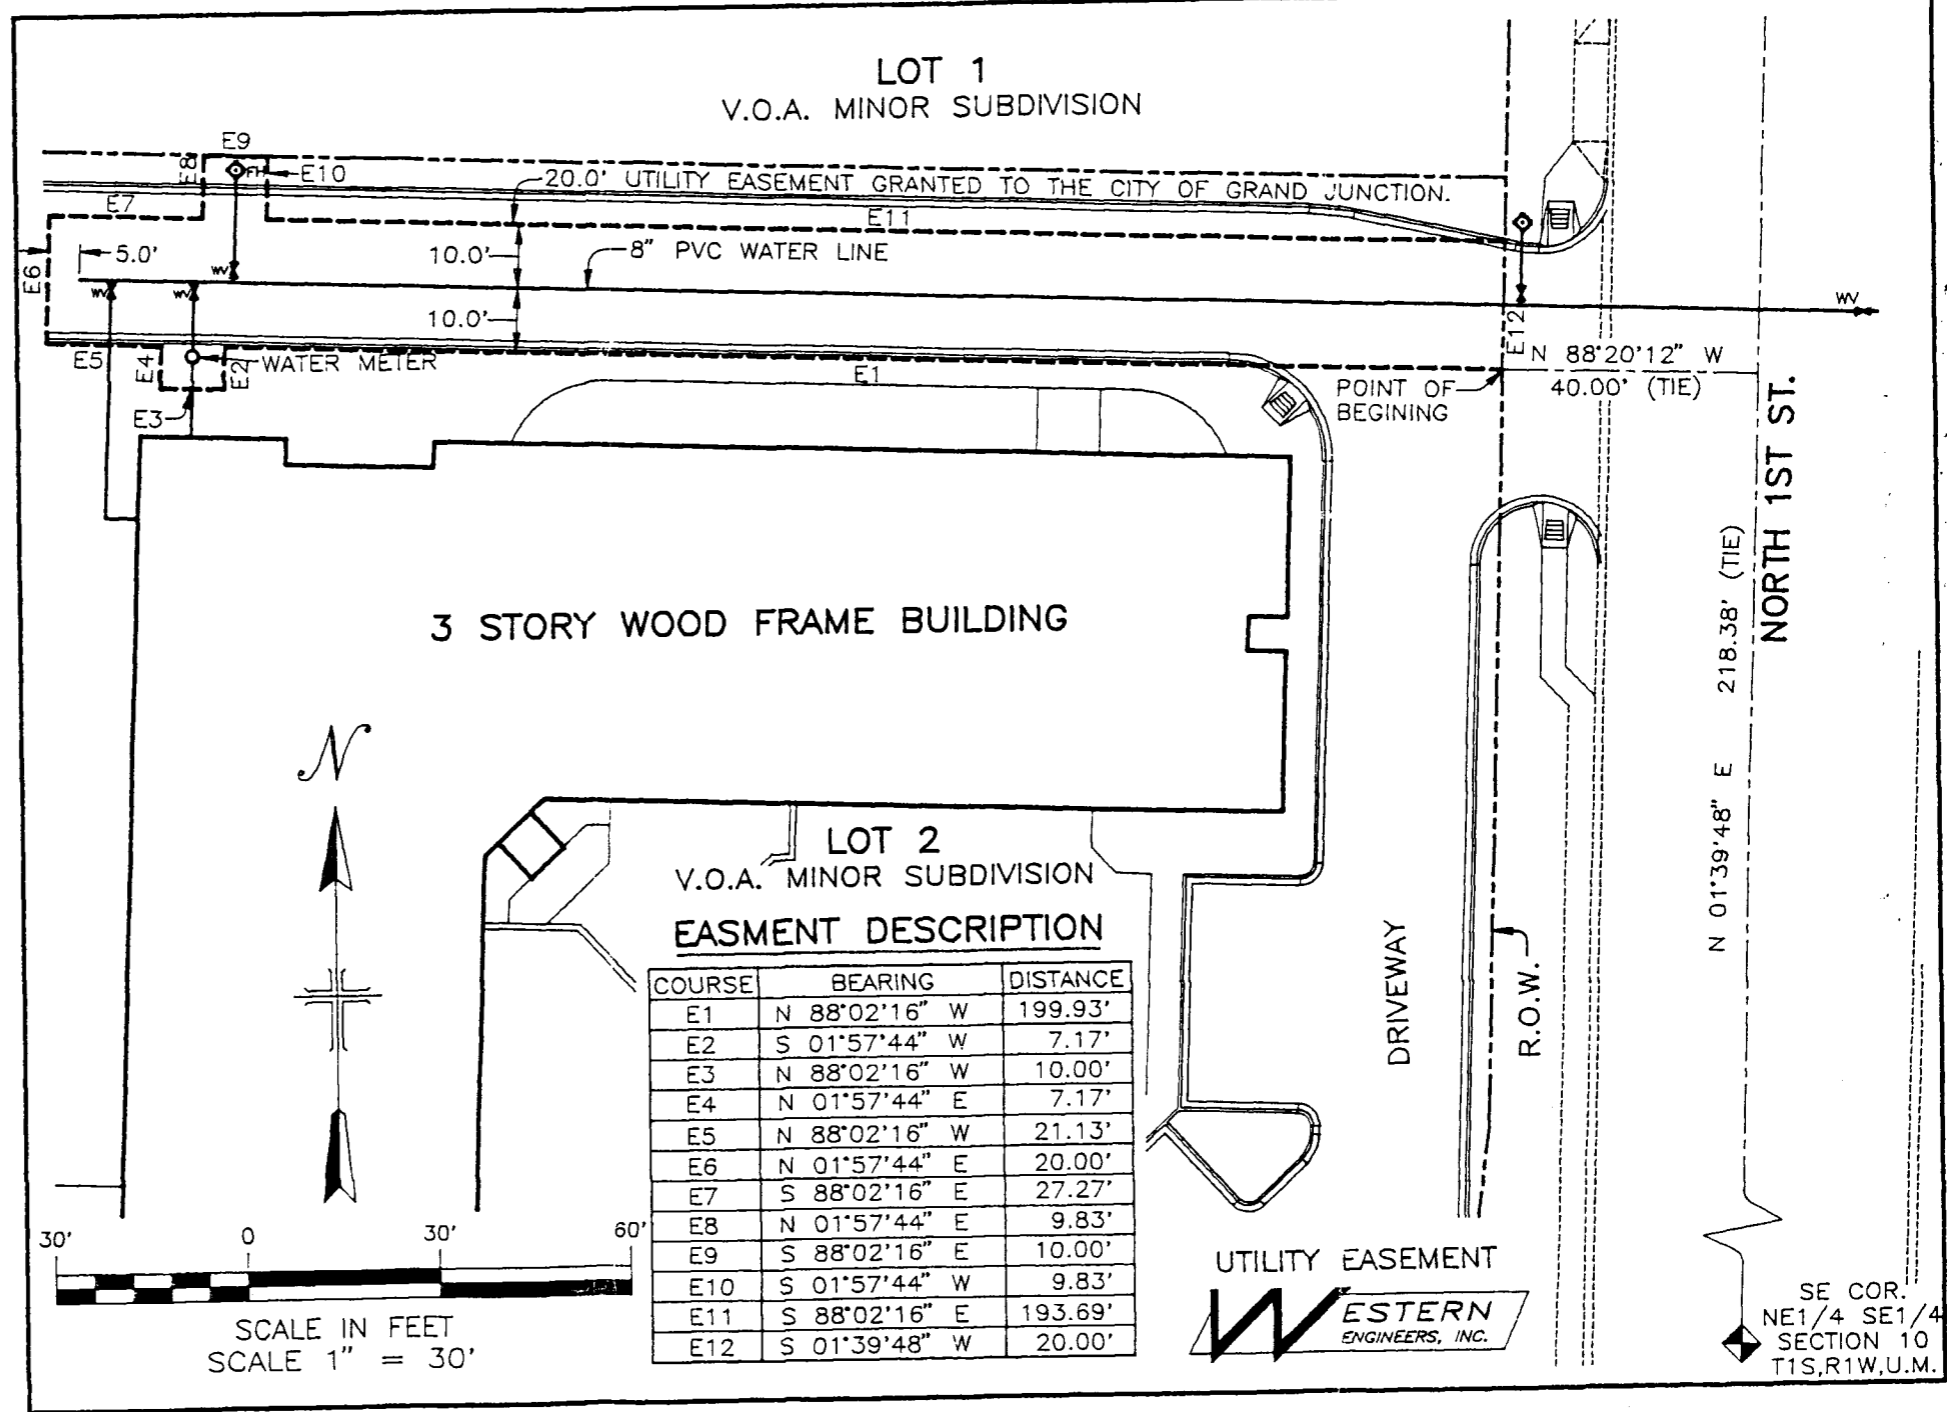 LOT 1
V.O.A. MINOR SUBDIVISION
E9
E8
FH
E10
20.0' UTILITY EASEMENT GRANTED TO THE CITY OF GRAND JUNCTION.
E7
E11
5.0'
10.0'
8" PVC WATER LINE
E6
WV
WV
WV
WV
10.0'
E12
E5
E4
E2
WATER METER
E1
N 88°20'12" W
40.00' (TIE)
POINT OF
BEGINING
E3
NORTH 1ST ST.
N 01°39'48" E 218.38' (TIE)
3 STORY WOOD FRAME BUILDING
N
LOT 2
V.O.A. MINOR SUBDIVISION
DRIVEWAY
R.O.W.
EASMENT DESCRIPTION
COURSE BEARING DISTANCE
E1 N 88°02'16" W 199.93'
E2 S 01°57'44" W 7.17'
E3 N 88°02'16" W 10.00'
E4 N 01°57'44" E 7.17'
E5 N 88°02'16" W 21.13'
E6 N 01°57'44" E 20.00'
E7 S 88°02'16" E 27.27'
E8 N 01°57'44" E 9.83'
E9 S 88°02'16" E 10.00'
E10 S 01°57'44" W 9.83'
E11 S 88°02'16" E 193.69'
E12 S 01°39'48" W 20.00'
30' 0 30' 60'
SCALE IN FEET
SCALE 1" = 30'
UTILITY EASEMENT
WESTERN
ENGINEERS, INC.
SE COR.
NE1/4 SE1/4
SECTION 10
T1S,R1W,U.M.